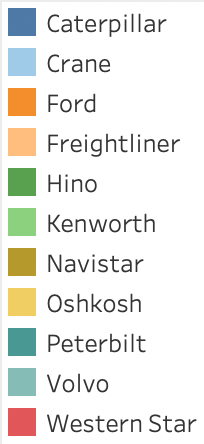 Caterpillar
Crane
Ford
Freightliner
Hino
Kenworth
Navistar
Oshkosh
Peterbilt
Volvo
Western Star